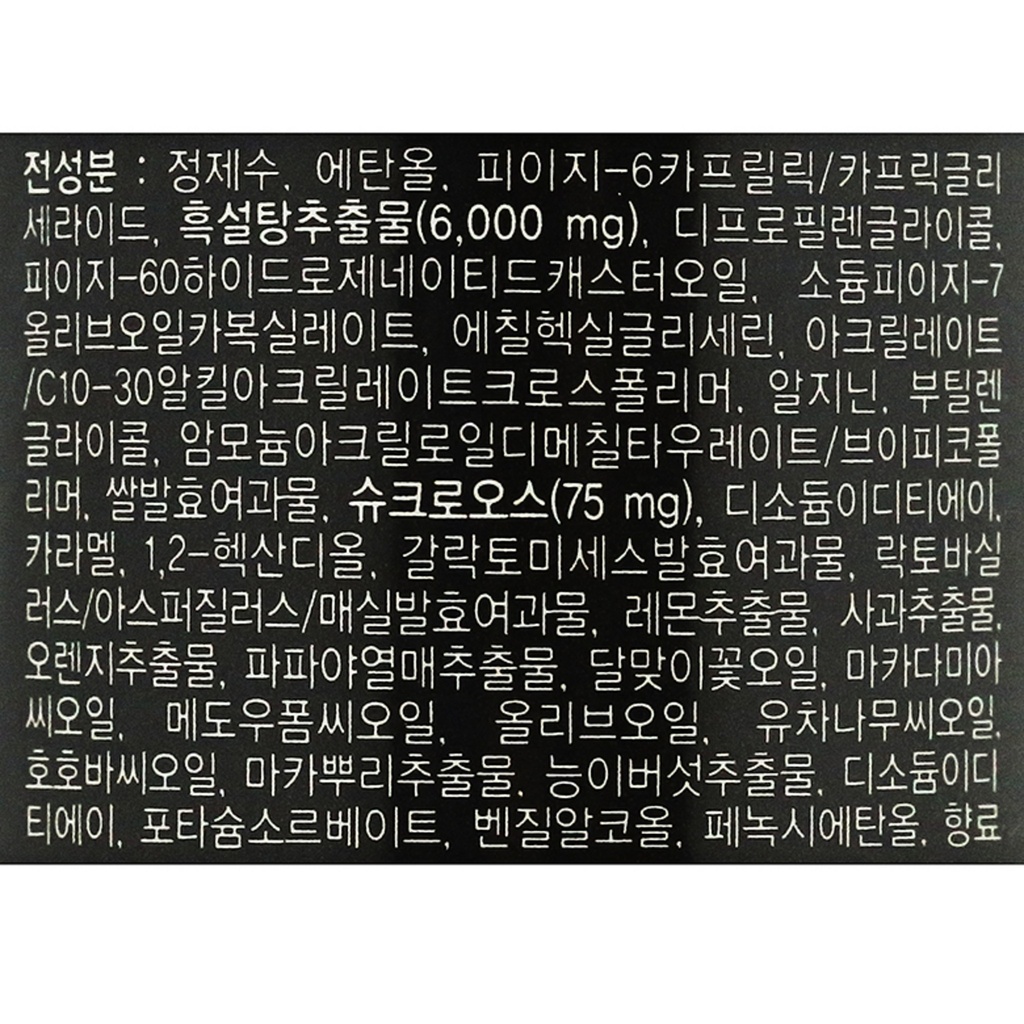 전성분 : 정제수, 에탄올, 피이지-6카프릴릭/카프릭글리
세라이드, 흑설탕추출물(6,000 mg), 디프로필렌글라이콜,
피이지-60하이드로제네이티드캐스터오일, 소듐피이지-7
올리브오일카복실레이트, 에칠헥실글리세린, 아크릴레이트
/C10-30알킬아크릴레이트크로스폴리머, 알지닌, 부틸렌
글라이콜, 암모늄아크릴로일디메칠타우레이트/브이피코폴
리머, 쌀발효여과물, 슈크로오스(75 mg), 디소듐이디티에이,
카라멜, 1,2-헥산디올, 갈락토미세스발효여과물, 락토바실
러스/아스퍼질러스/매실발효여과물, 레몬추출물, 사과추출물,
오렌지추출물, 파파야열매추출물, 달맞이꽃오일, 마카다미아
씨오일, 메도우폼씨오일, 올리브오일, 유차나무씨오일,
호호바씨오일, 마카뿌리추출물, 능이버섯추출물, 디소듐이디
티에이, 포타슘소르베이트, 벤질알코올, 페녹시에탄올, 향료